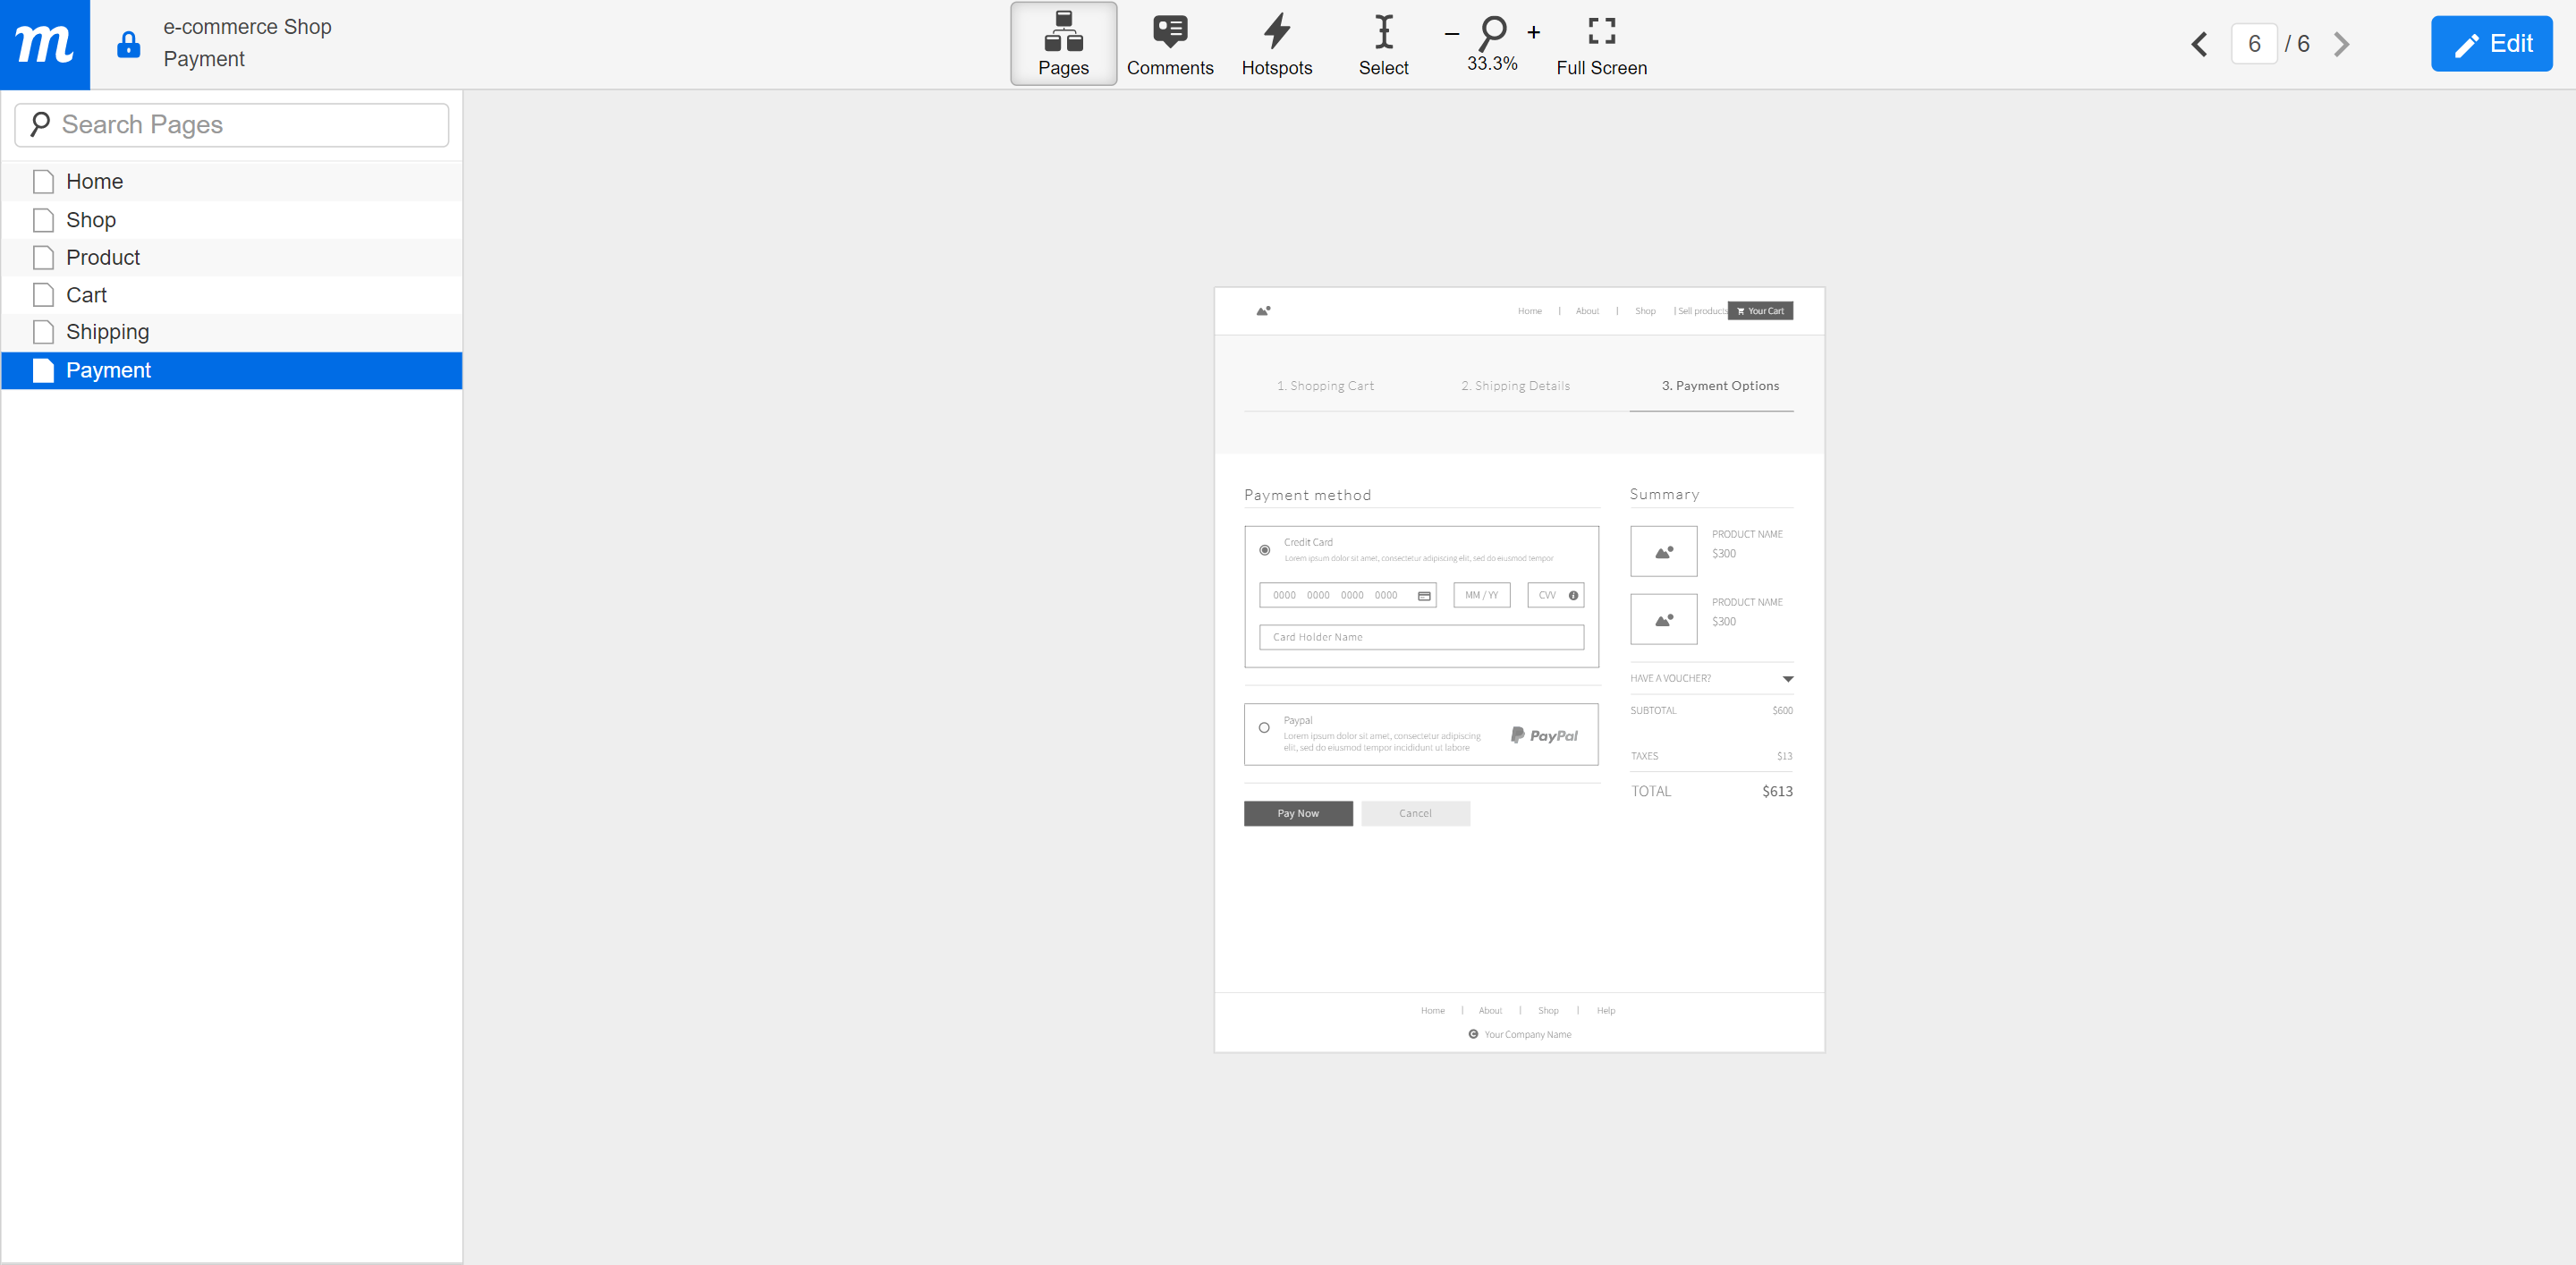 m
e-commerce Shop
Payment
Pages
Comments
Hotspots
Select
– 33.3% +
Full Screen
6 / 6
Edit
Search Pages
Home
Shop
Product
Cart
Shipping
Payment
Home | About | Shop | Sell products Your Cart
1. Shopping Cart 2. Shipping Details 3. Payment Options
Payment method
Credit Card
Lorem ipsum dolor sit amet, consectetur adipiscing elit, sed do eiusmod tempor
0000 0000 0000 0000 MM / YY CVV
Card Holder Name
Paypal
Lorem ipsum dolor sit amet, consectetur adipiscing
elit, sed do eiusmod tempor incididunt ut labore
PayPal
Pay Now Cancel
Summary
PRODUCT NAME
$300
PRODUCT NAME
$300
HAVE A VOUCHER?
SUBTOTAL $600
TAXES $13
TOTAL $613
Home | About | Shop | Help
© Your Company Name